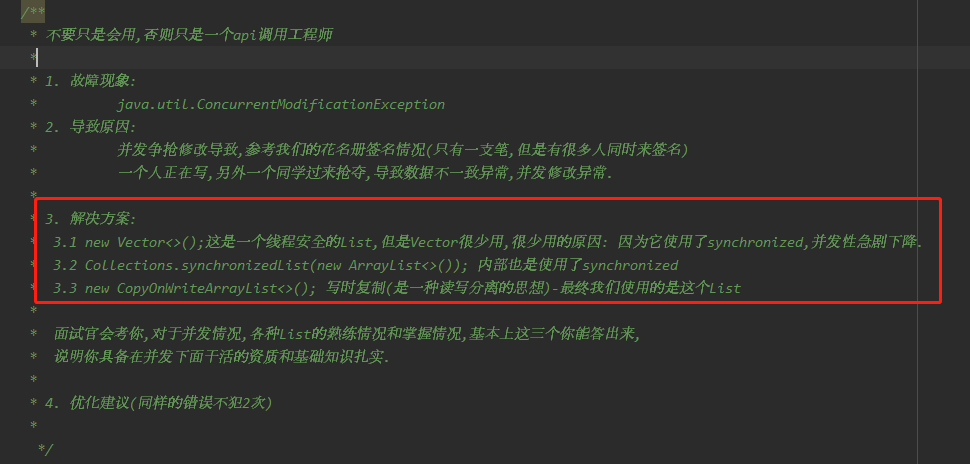 /**
* 不要只是会用,否则只是一个api调用工程师
*
* 1. 故障现象:
* java.util.ConcurrentModificationException
* 2. 导致原因:
* 并发争抢修改导致,参考我们的花名册签名情况(只有一支笔,但是有很多人同时来签名)
* 一个人正在写,另外一个同学过来抢夺,导致数据不一致异常,并发修改异常.
*
* 3. 解决方案:
* 3.1 new Vector<>();这是一个线程安全的List,但是Vector很少用,很少用的原因: 因为它使用了synchronized,并发性急剧下降.
* 3.2 Collections.synchronizedList(new ArrayList<>()); 内部也是使用了synchronized
* 3.3 new CopyOnWriteArrayList<>(); 写时复制(是一种读写分离的思想)-最终我们使用的是这个List
*
* 面试官会考你,对于并发情况,各种List的熟练情况和掌握情况,基本上这三个你能答出来,
* 说明你具备在并发下面干活的资质和基础知识扎实.
*
* 4. 优化建议(同样的错误不犯2次)
*
*/